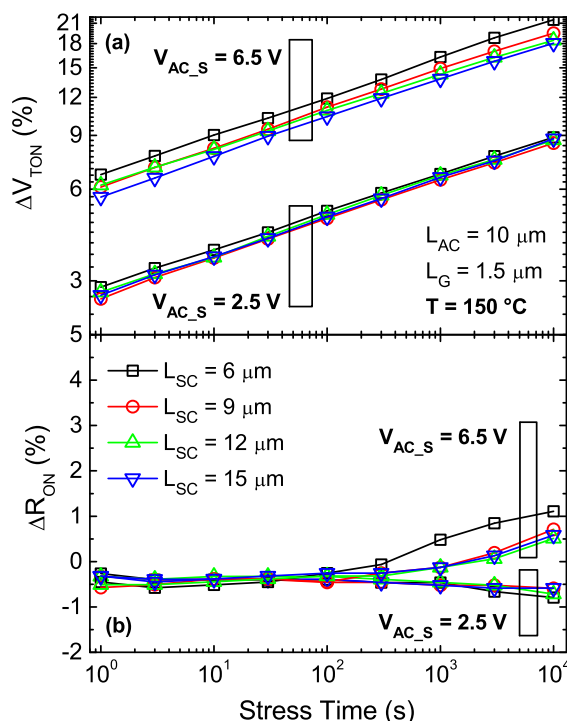 (a)
V_AC_S = 6.5 V
21
18
15
12
9
6
3
ΔV_TON (%)
L_AC = 10 μm
L_G = 1.5 μm
T = 150 °C
V_AC_S = 2.5 V
5
4
3
2
1
0
-1
-2
ΔR_ON (%)
L_SC = 6 μm
L_SC = 9 μm
L_SC = 12 μm
L_SC = 15 μm
V_AC_S = 6.5 V
V_AC_S = 2.5 V
(b)
10^0 10^1 10^2 10^3 10^4
Stress Time (s)